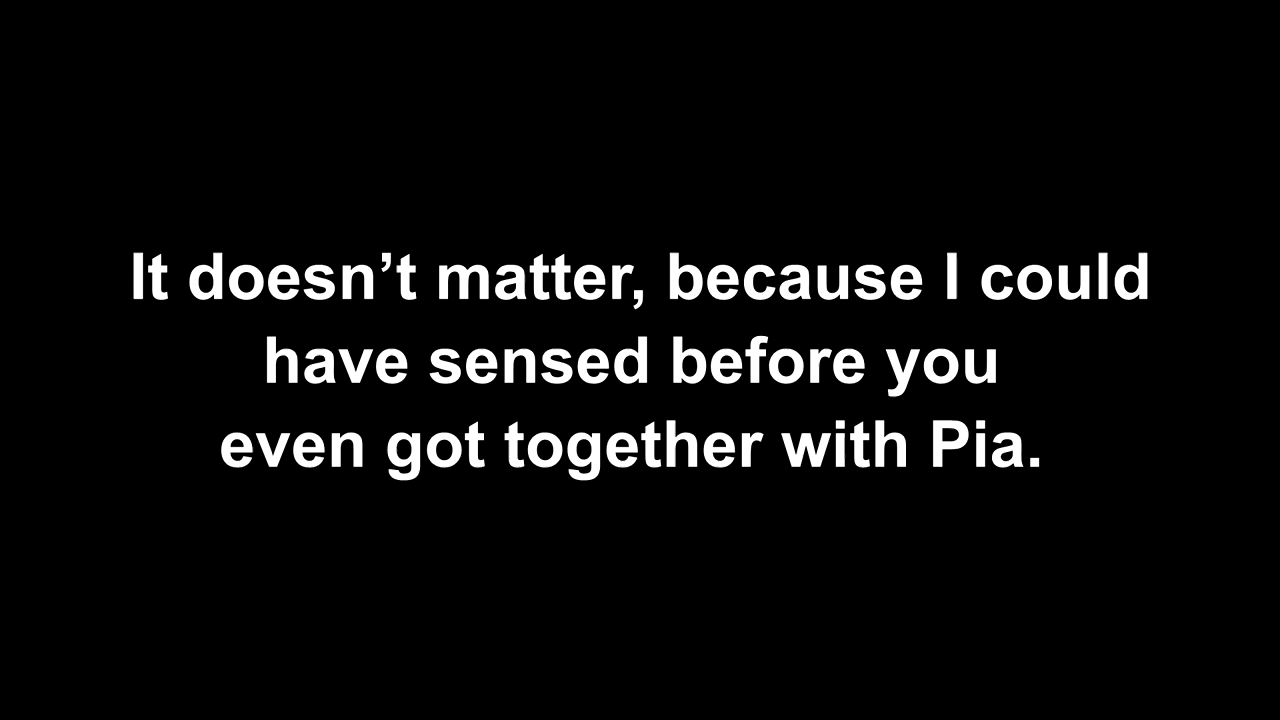 It doesn’t matter, because I could
have sensed before you
even got together with Pia.